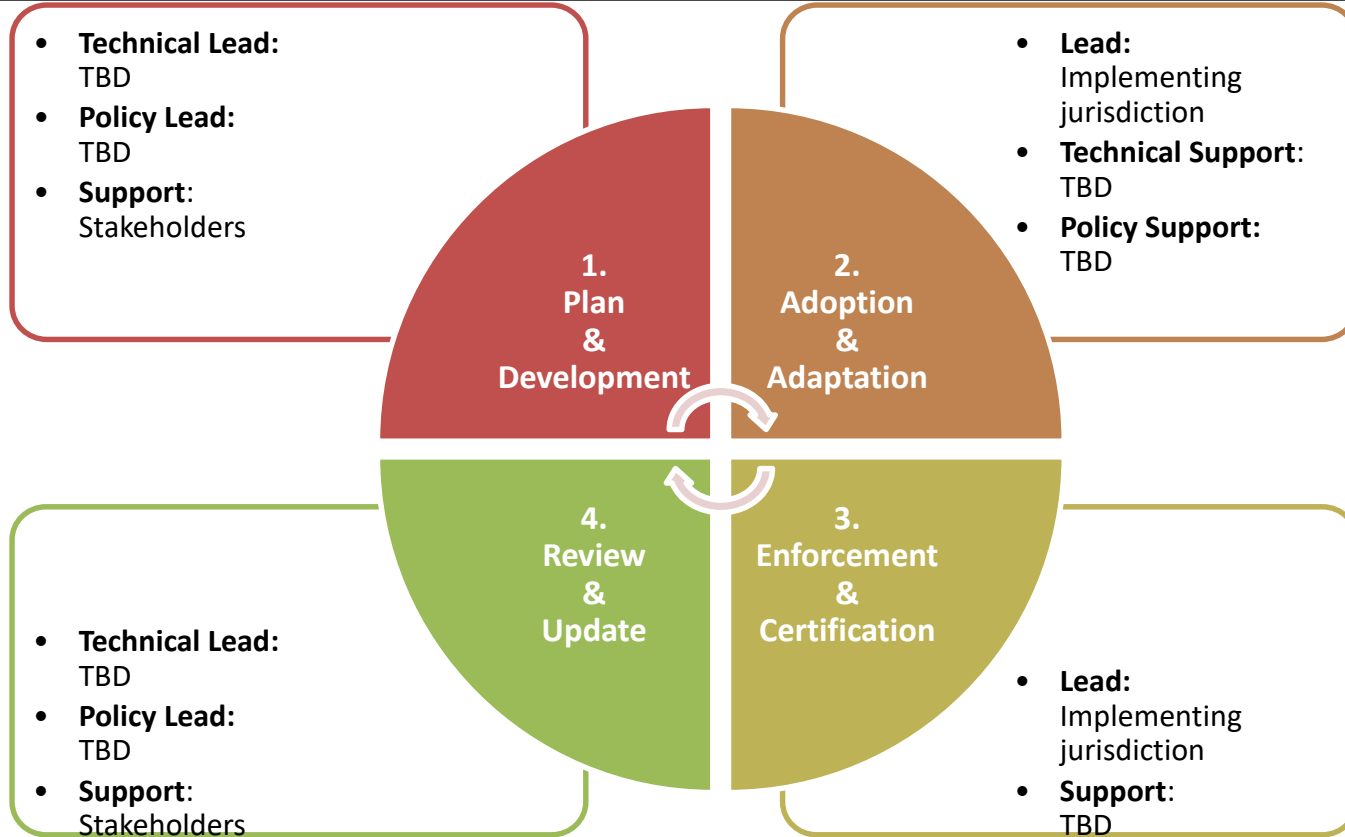 • Technical Lead:
TBD
• Policy Lead:
TBD
• Support:
Stakeholders
• Lead:
Implementing
jurisdiction
• Technical Support:
TBD
• Policy Support:
TBD
1.
Plan
&
Development
2.
Adoption
&
Adaptation
4.
Review
&
Update
3.
Enforcement
&
Certification
• Technical Lead:
TBD
• Policy Lead:
TBD
• Support:
Stakeholders
• Lead:
Implementing
jurisdiction
• Support:
TBD